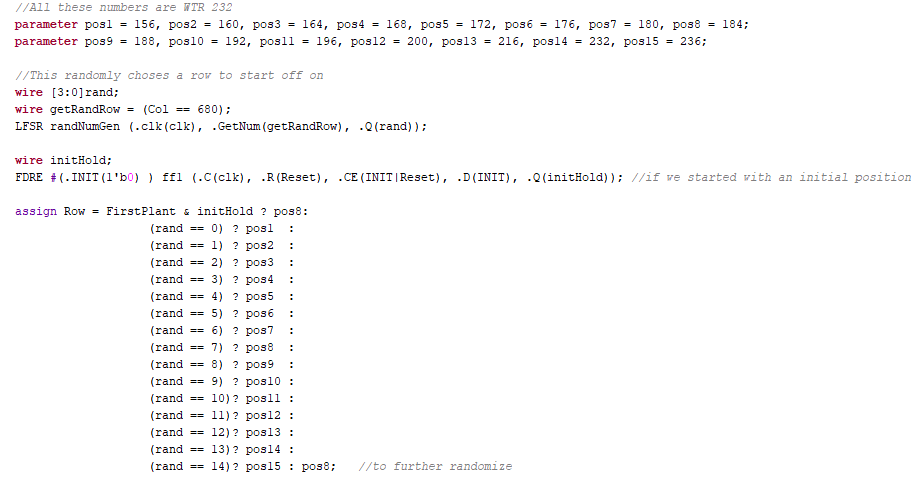 //All these numbers are WTR 232
parameter pos1 = 156, pos2 = 160, pos3 = 164, pos4 = 168, pos5 = 172, pos6 = 176, pos7 = 180, pos8 = 184;
parameter pos9 = 188, pos10 = 192, pos11 = 196, pos12 = 200, pos13 = 216, pos14 = 232, pos15 = 236;
//This randomly choses a row to start off on
wire [3:0]rand;
wire getRandRow = (Col == 680);
LFSR randNumGen (.clk(clk), .GetNum(getRandRow), .Q(rand));
wire initHold;
FDRE #(.INIT(1'b0) ) ff1 (.C(clk), .R(Reset), .CE(INIT|Reset), .D(INIT), .Q(initHold)); //if we started with an initial position
assign Row = FirstPlant & initHold ? pos8:
(rand == 0) ? pos1 :
(rand == 1) ? pos2 :
(rand == 2) ? pos3 :
(rand == 3) ? pos4 :
(rand == 4) ? pos5 :
(rand == 5) ? pos6 :
(rand == 6) ? pos7 :
(rand == 7) ? pos8 :
(rand == 8) ? pos9 :
(rand == 9) ? pos10 :
(rand == 10)? pos11 :
(rand == 11)? pos12 :
(rand == 12)? pos13 :
(rand == 13)? pos14 :
(rand == 14)? pos15 : pos8; //to further randomize